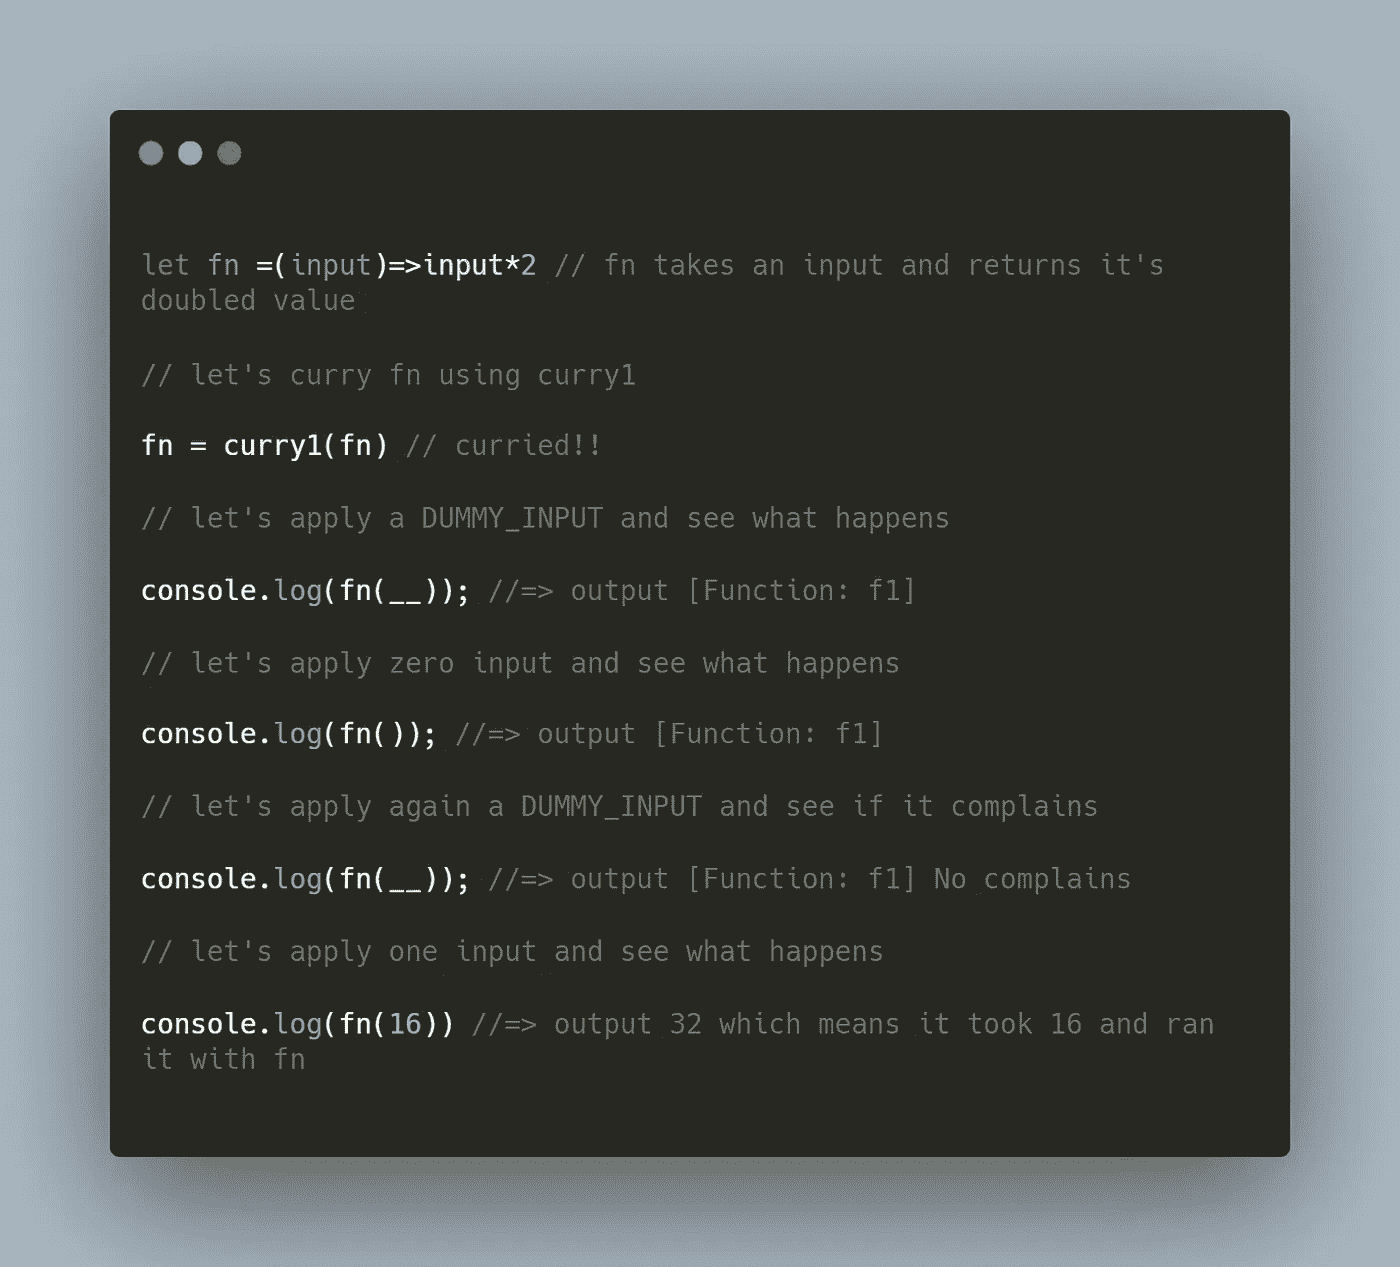 let fn =(input)=>input*2 // fn takes an input and returns it's
doubled value
// let's curry fn using curry1
fn = curry1(fn) // curried!!
// let's apply a DUMMY_INPUT and see what happens
console.log(fn(__)); //=> output [Function: f1]
// let's apply zero input and see what happens
console.log(fn()); //=> output [Function: f1]
// let's apply again a DUMMY_INPUT and see if it complains
console.log(fn(__)); //=> output [Function: f1] No complains
// let's apply one input and see what happens
console.log(fn(16)) //=> output 32 which means it took 16 and ran
it with fn